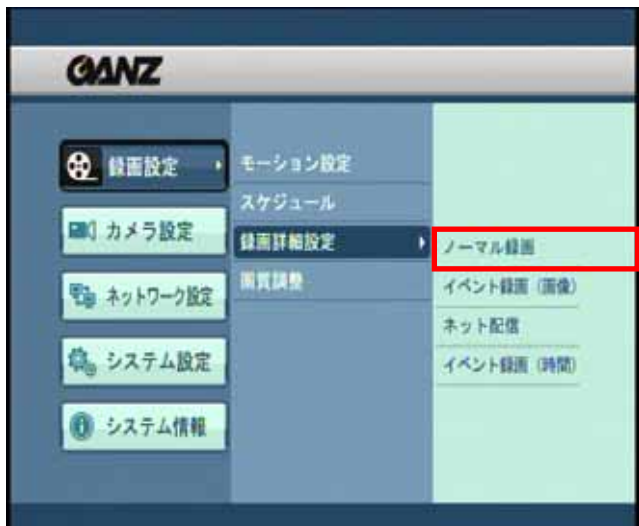 GANZ
録画設定
カメラ設定
ネットワーク設定
システム設定
システム情報
モーション設定
スケジュール
録画詳細設定
画質調整
ノーマル録画
イベント録画（画像）
ネット配信
イベント録画（時間）